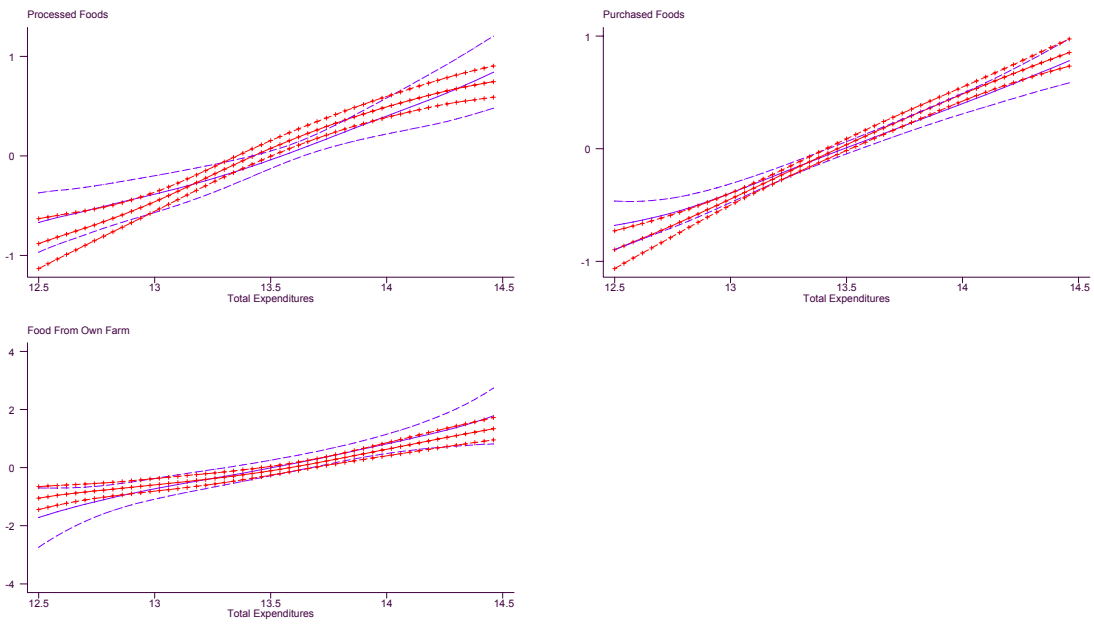 Processed Foods
1
0
-1
12.5 13 13.5 14 14.5
Total Expenditures
Purchased Foods
1
0
-1
12.5 13 13.5 14 14.5
Total Expenditures
Food From Own Farm
4
2
0
-2
-4
12.5 13 13.5 14 14.5
Total Expenditures